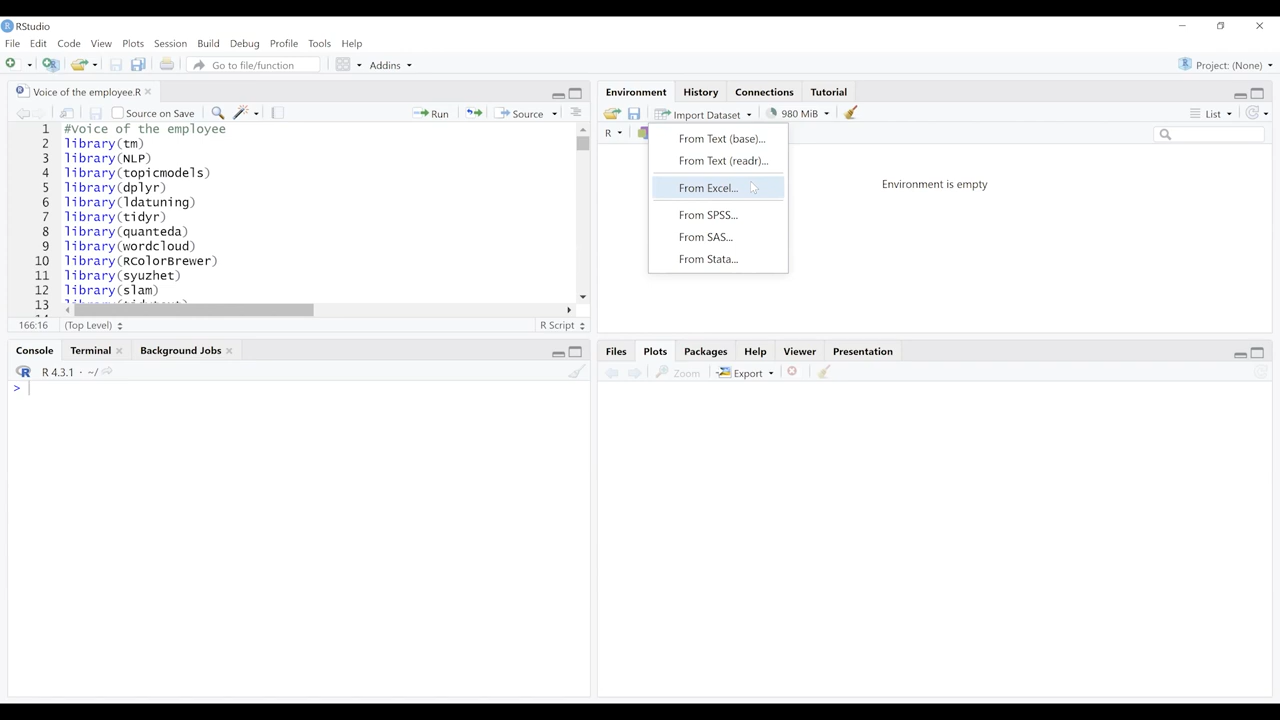 RStudio
File Edit Code View Plots Session Build Debug Profile Tools Help
Go to file/function Addins Project: (None)
Voice of the employee.R
Source on Save Run Source
1 #Voice of the employee
2 library(tm)
3 library(NLP)
4 library(topicmodels)
5 library(dplyr)
6 library(ldatuning)
7 library(tidyr)
8 library(quanteda)
9 library(wordcloud)
10 library(RColorBrewer)
11 library(syuzhet)
12 library(slam)
13 library(tidytext)
166:16 (Top Level) R Script
Console Terminal Background Jobs
R 4.3.1 · ~/
>
Environment History Connections Tutorial
Import Dataset 980 MiB List
R
From Text (base)...
From Text (readr)...
From Excel...
From SPSS...
From SAS...
From Stata...
Environment is empty
Files Plots Packages Help Viewer Presentation
Zoom Export